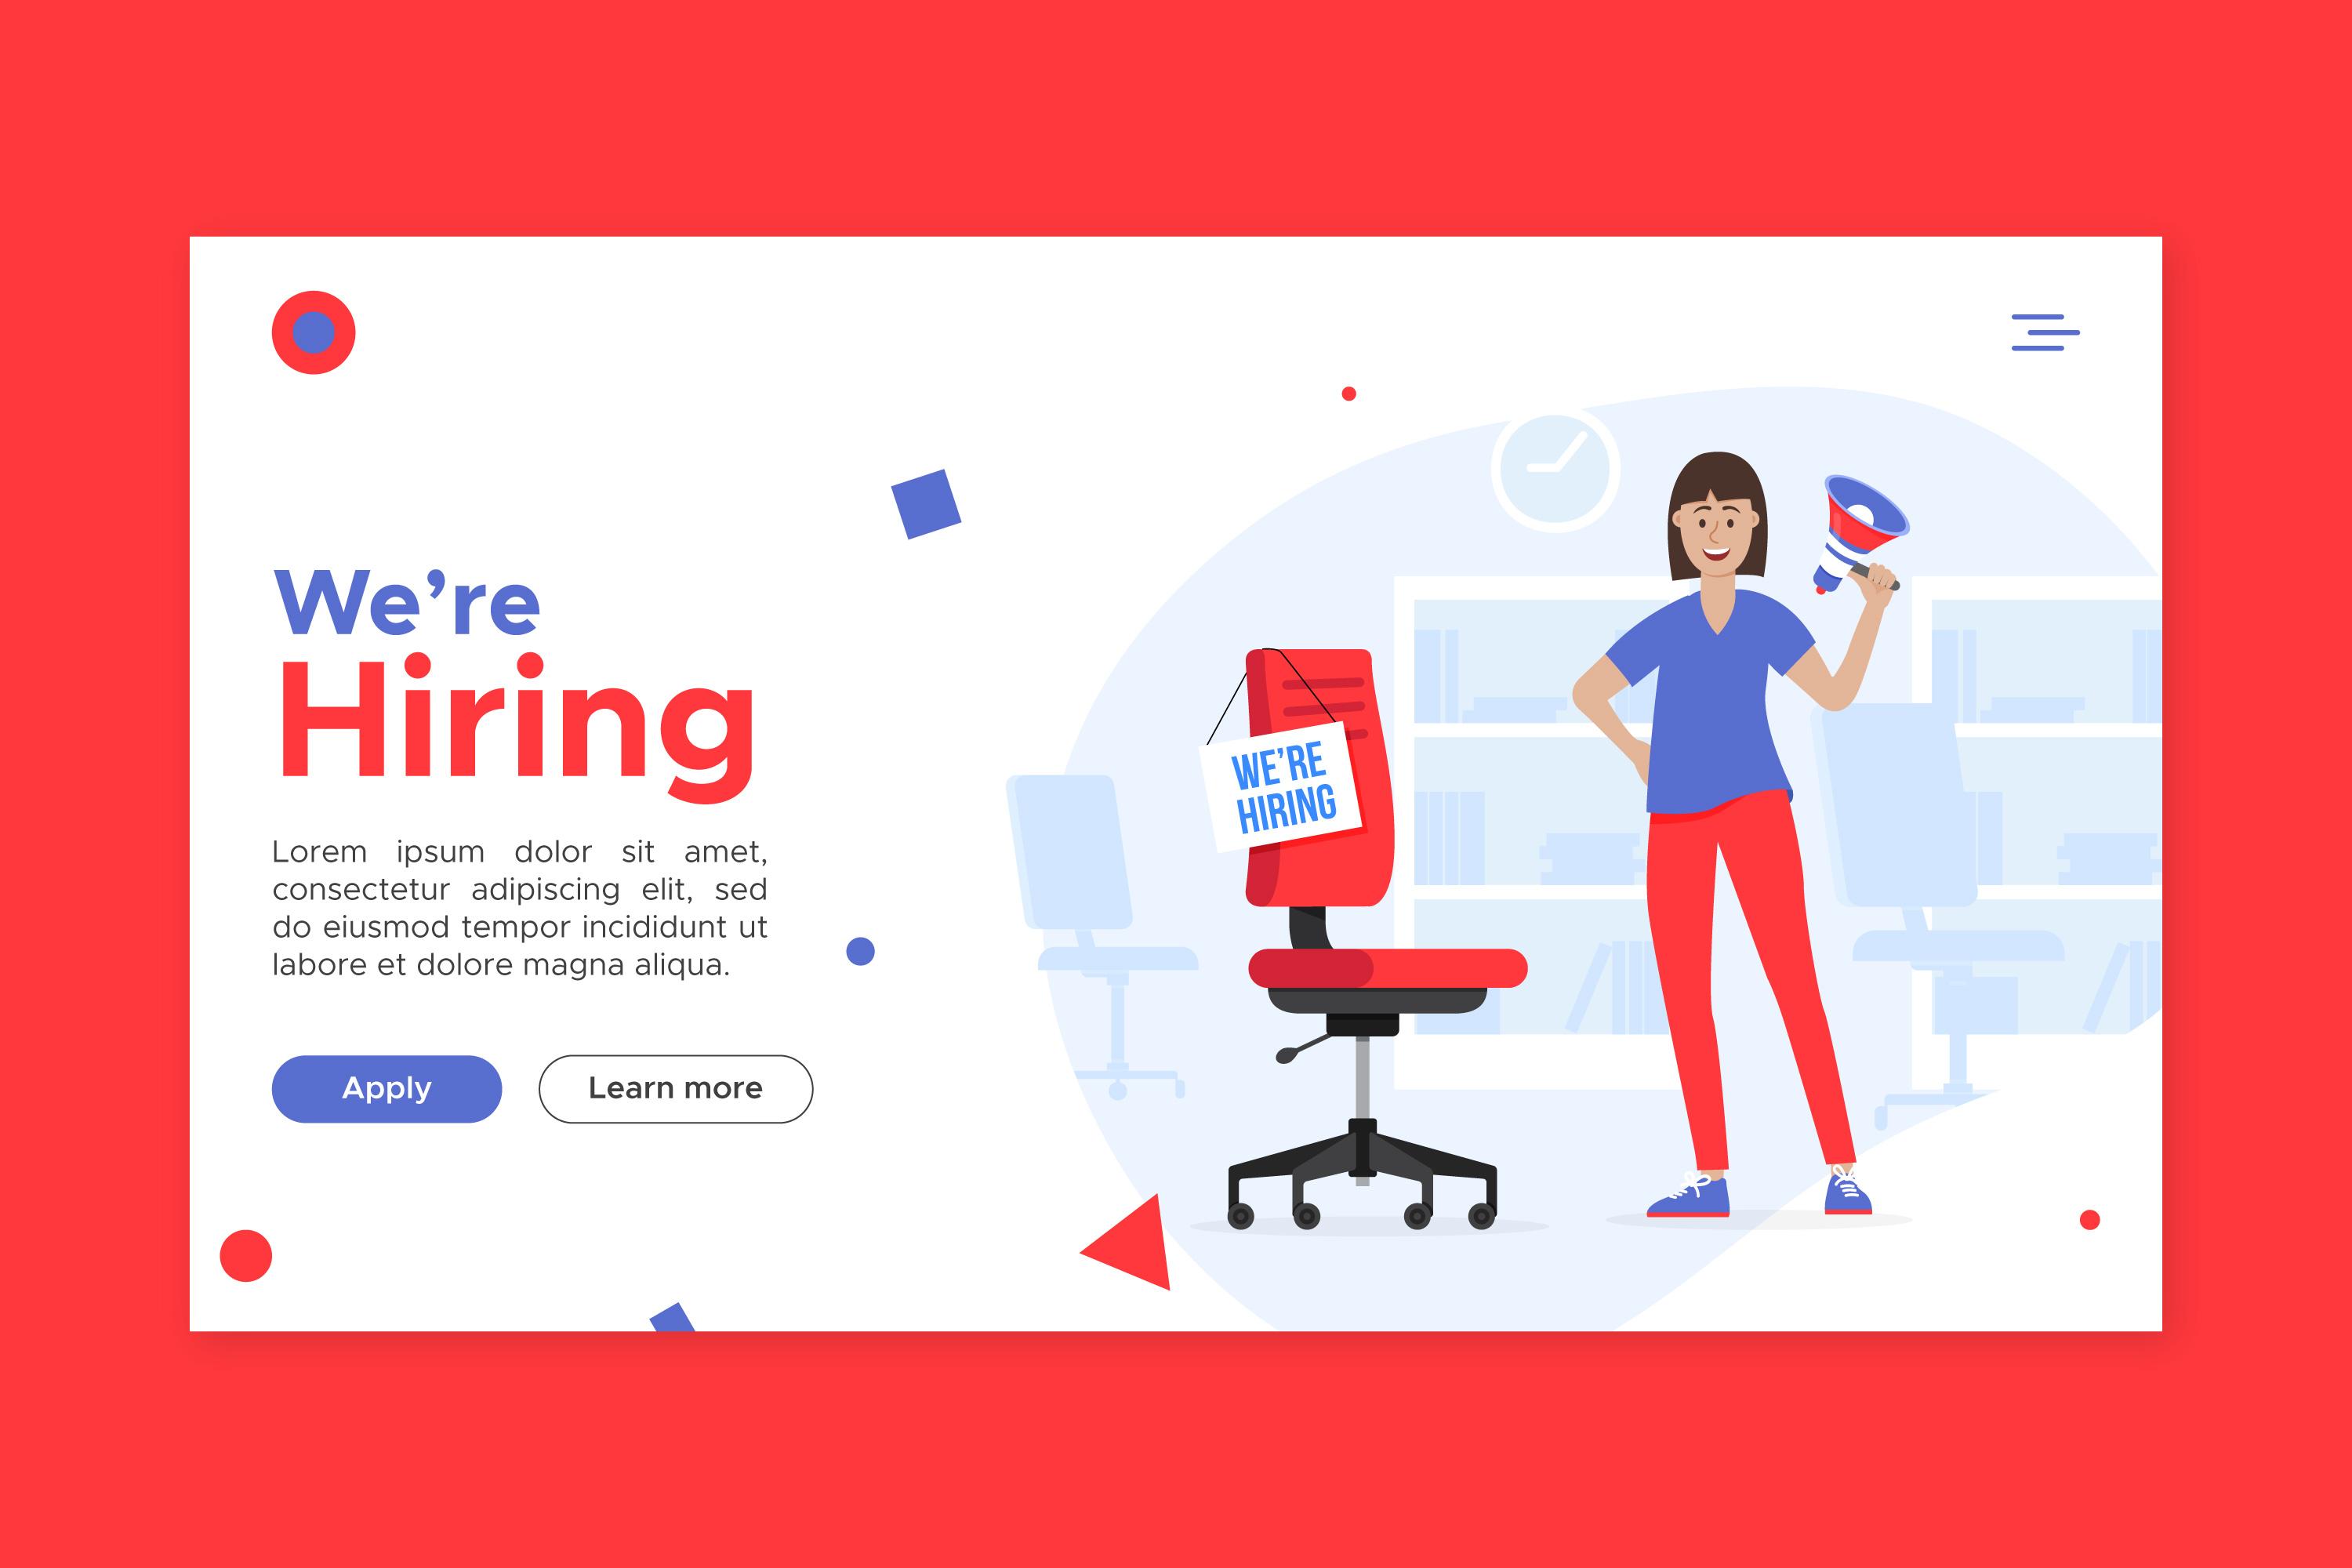 We’re
Hiring
Lorem ipsum dolor sit amet,
consectetur adipiscing elit, sed
do eiusmod tempor incididunt ut
labore et dolore magna aliqua.
Apply
Learn more
WE’RE
HIRING